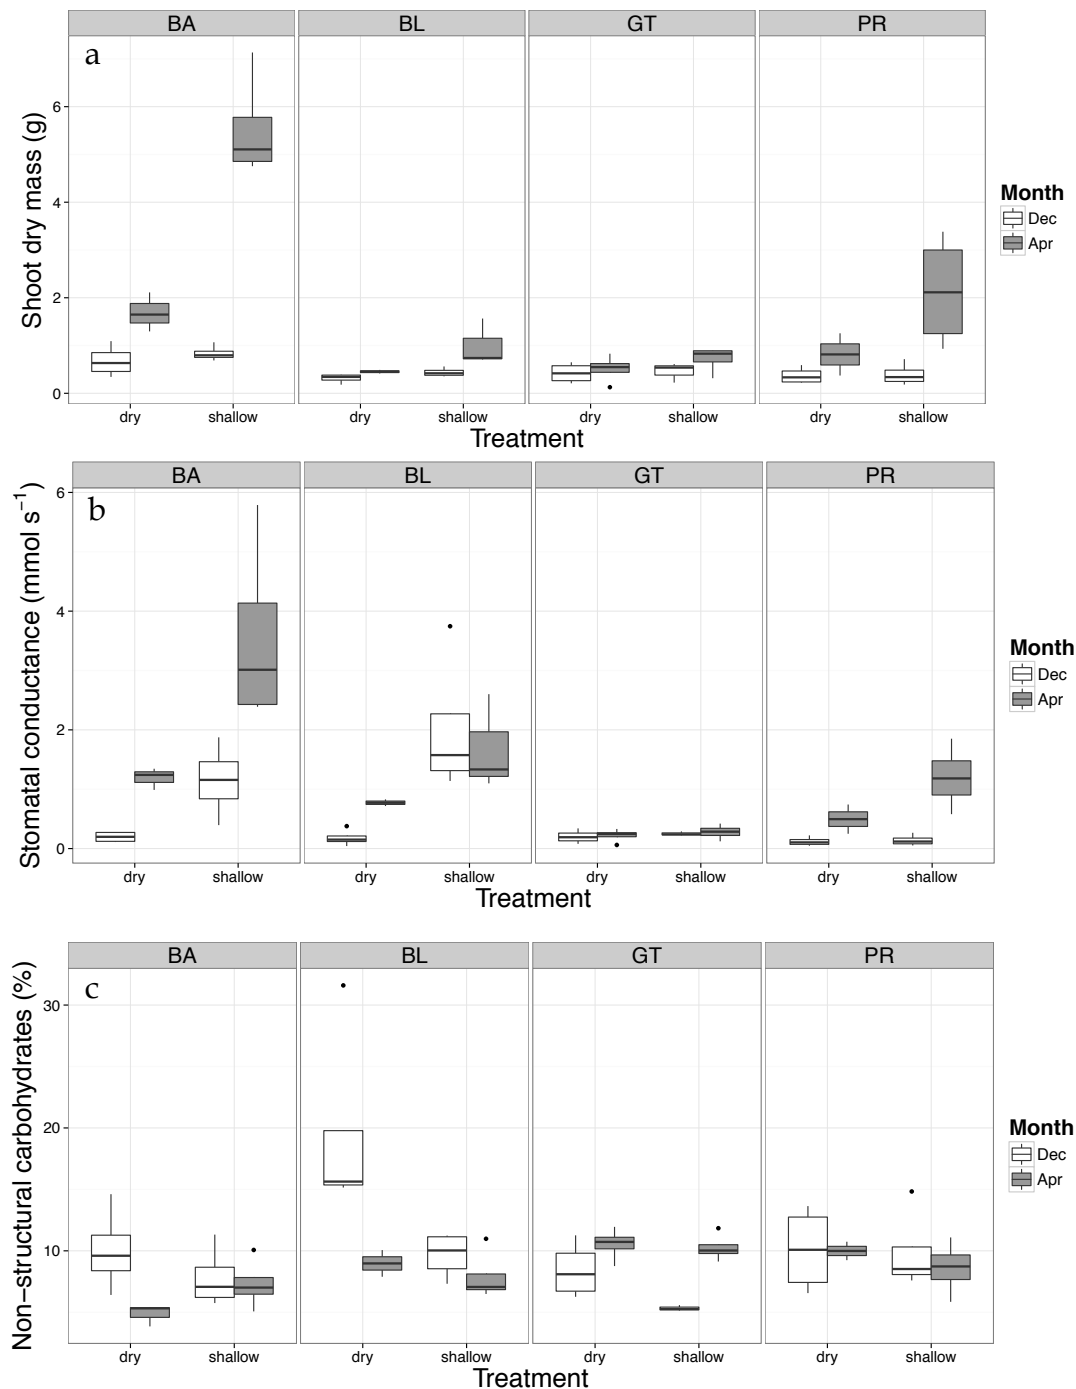 BA BL GT PR
a
Shoot dry mass (g)
6
4
2
0
dry shallow dry shallow dry shallow dry shallow
Treatment
Month
Dec
Apr
BA BL GT PR
b
Stomatal conductance (mmol s⁻¹)
6
4
2
0
dry shallow dry shallow dry shallow dry shallow
Treatment
Month
Dec
Apr
BA BL GT PR
c
Non−structural carbohydrates (%)
30
20
10
dry shallow dry shallow dry shallow dry shallow
Treatment
Month
Dec
Apr